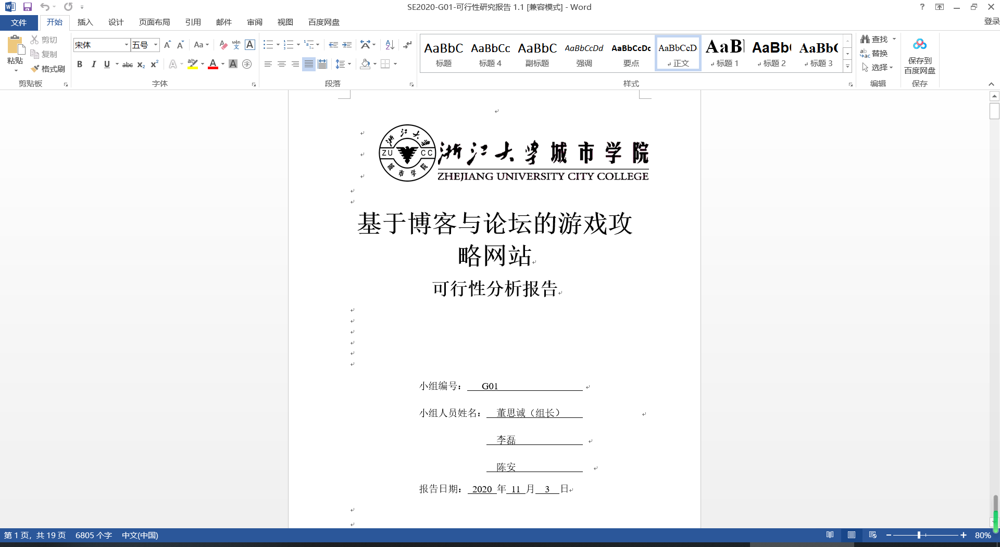 SE2020-G01-可行性研究报告 1.1 [兼容模式] - Word
文件 开始 插入 设计 页面布局 引用 邮件 审阅 视图 百度网盘 登录
粘贴 剪切 复制 格式刷
剪贴板
宋体 五号
字体
段落
AaBbC AaBbCc AaBbC AaBbCcDd AaBbCcDc AaBbCcD AaBl AaBb( AaBb(
标题 标题 4 副标题 强调 要点 正文 标题 1 标题 2 标题 3
样式
查找
替换
选择
编辑
保存到
百度网盘
保存
浙江大学
ZU CC
城市学院
浙江大学城市学院
ZHEJIANG UNIVERSITY CITY COLLEGE
基于博客与论坛的游戏攻
略网站
可行性分析报告
小组编号： G01
小组人员姓名： 董思诚（组长）
李磊
陈安
报告日期： 2020 年 11 月 3 日
第 1 页，共 19 页 6805 个字 中文(中国) 80%